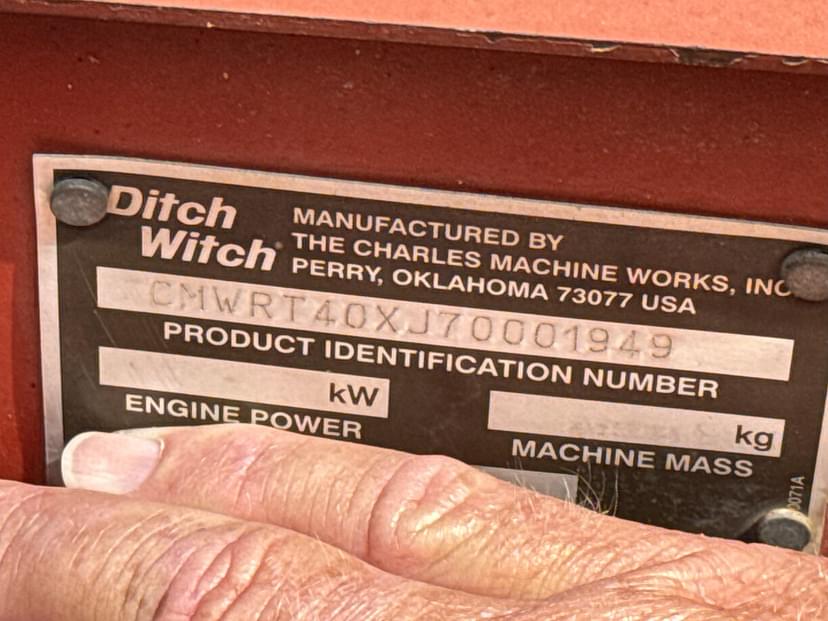 Ditch
Witch®
MANUFACTURED BY
THE CHARLES MACHINE WORKS, INC
PERRY, OKLAHOMA 73077 USA
CMWRT40XJ70001949
PRODUCT IDENTIFICATION NUMBER
kW
ENGINE POWER
kg
MACHINE MASS
071A